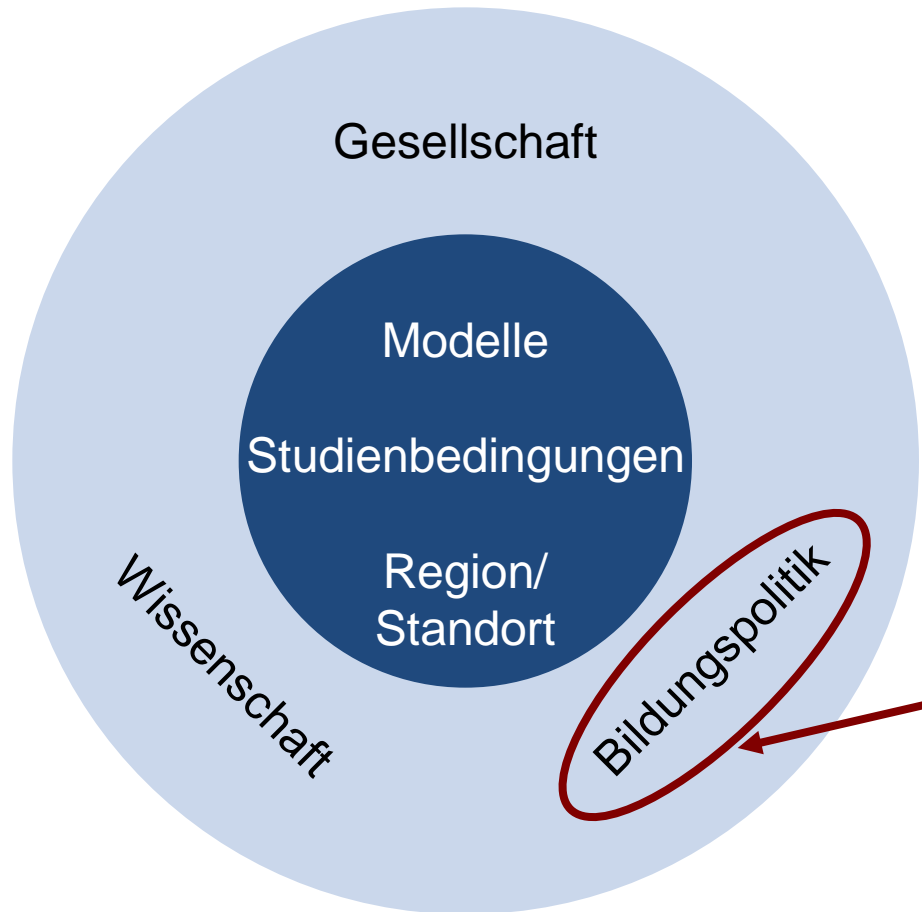 Gesellschaft
Modelle
Studienbedingungen
Region/
Standort
Wissenschaft
Bildungspolitik